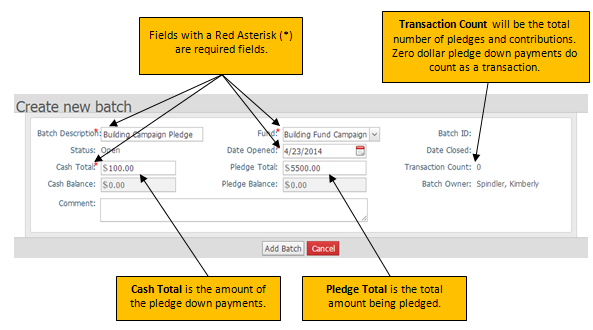 Fields with a Red Asterisk (*)
are required fields.
Transaction Count will be the total
number of pledges and contributions.
Zero dollar pledge down payments do
count as a transaction.
Create new batch
Batch Description:* Building Campaign Pledge Fund:* Building Fund Campaign Batch ID:
Status: Open Date Opened:* 4/23/2014 Date Closed:
Cash Total:* $100.00 Pledge Total: $5500.00 Transaction Count: 0
Cash Balance: $0.00 Pledge Balance: $0.00 Batch Owner: Spindler, Kimberly
Comment:
Add Batch Cancel
Cash Total is the amount of
the pledge down payments.
Pledge Total is the total
amount being pledged.